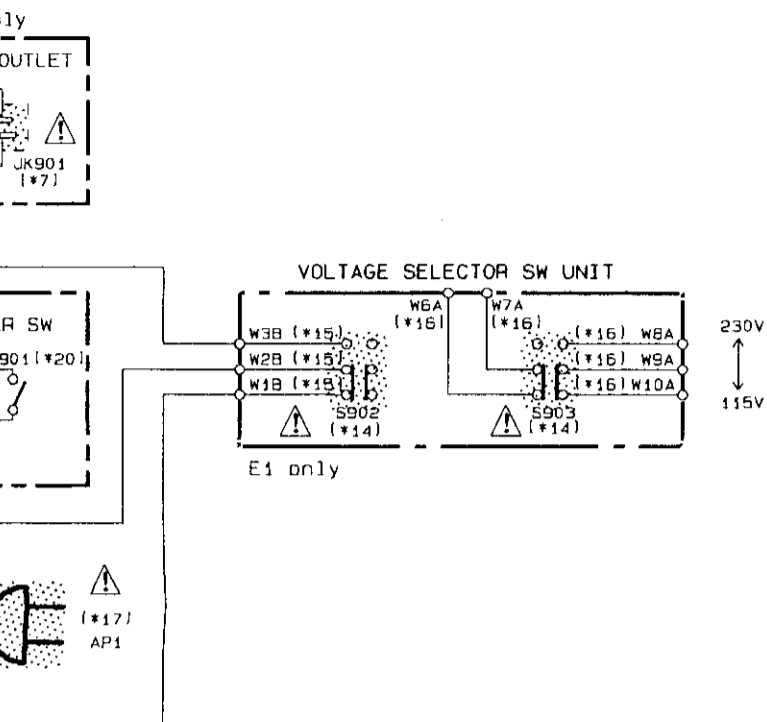 ly
OUTLET
JK901
(*7)
VOLTAGE SELECTOR SW UNIT
W6A
(*16)
W7A
(*16)
W3B (*15)
(*16) W8A
W2B (*15)
(*16) W9A
W1B (*15)
(*16) W10A
S902
(*14)
S903
(*14)
E1 only
230V
115V
R SW
901(*20)
(*17)
AP1